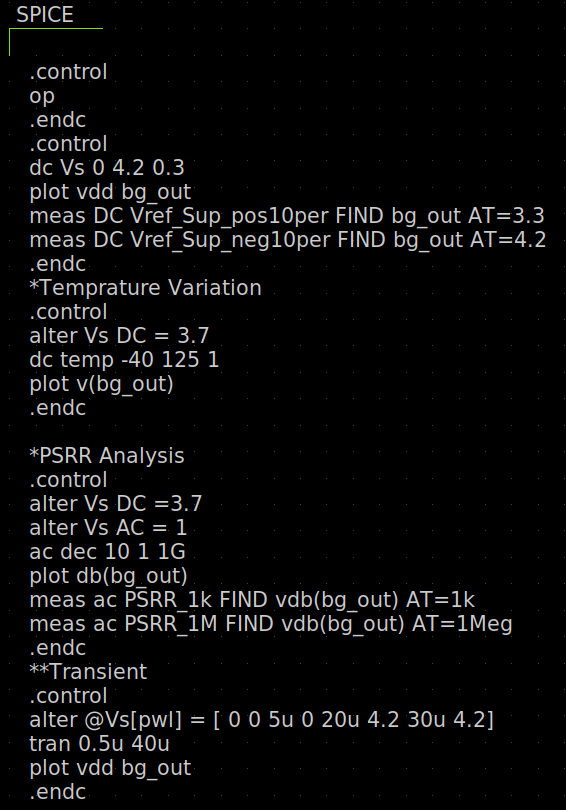 SPICE
.control
op
.endc
.control
dc Vs 0 4.2 0.3
plot vdd bg_out
meas DC Vref_Sup_pos10per FIND bg_out AT=3.3
meas DC Vref_Sup_neg10per FIND bg_out AT=4.2
.endc
*Temprature Variation
.control
alter Vs DC = 3.7
dc temp -40 125 1
plot v(bg_out)
.endc
*PSRR Analysis
.control
alter Vs DC =3.7
alter Vs AC = 1
ac dec 10 1 1G
plot db(bg_out)
meas ac PSRR_1k FIND vdb(bg_out) AT=1k
meas ac PSRR_1M FIND vdb(bg_out) AT=1Meg
.endc
**Transient
.control
alter @Vs[pwl] = [ 0 0 5u 0 20u 4.2 30u 4.2]
tran 0.5u 40u
plot vdd bg_out
.endc